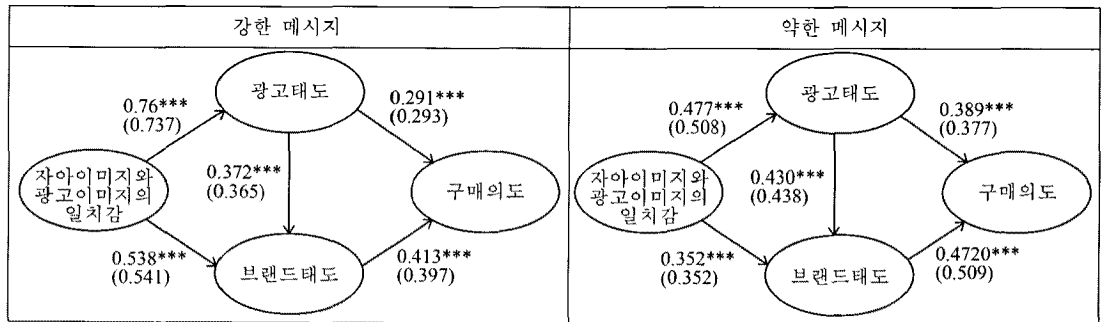 강한 메시지
광고태도
0.76***
(0.737)
0.291***
(0.293)
0.372***
(0.365)
자아이미지와
광고이미지의
일치감
구매의도
0.538***
(0.541)
브랜드태도
0.413***
(0.397)
약한 메시지
광고태도
0.477***
(0.508)
0.389***
(0.377)
0.430***
(0.438)
자아이미지와
광고이미지의
일치감
구매의도
0.352***
(0.352)
브랜드태도
0.4720***
(0.509)